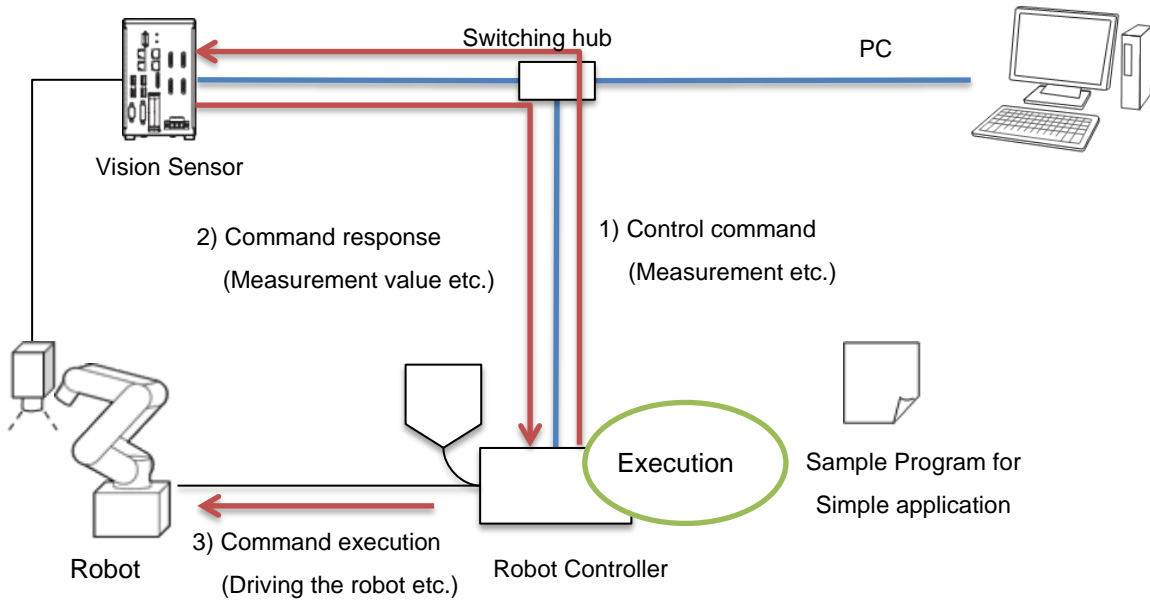 Switching hub
PC
Vision Sensor
2) Command response
(Measurement value etc.)
1) Control command
(Measurement etc.)
Execution
Sample Program for
Simple application
3) Command execution
(Driving the robot etc.)
Robot
Robot Controller